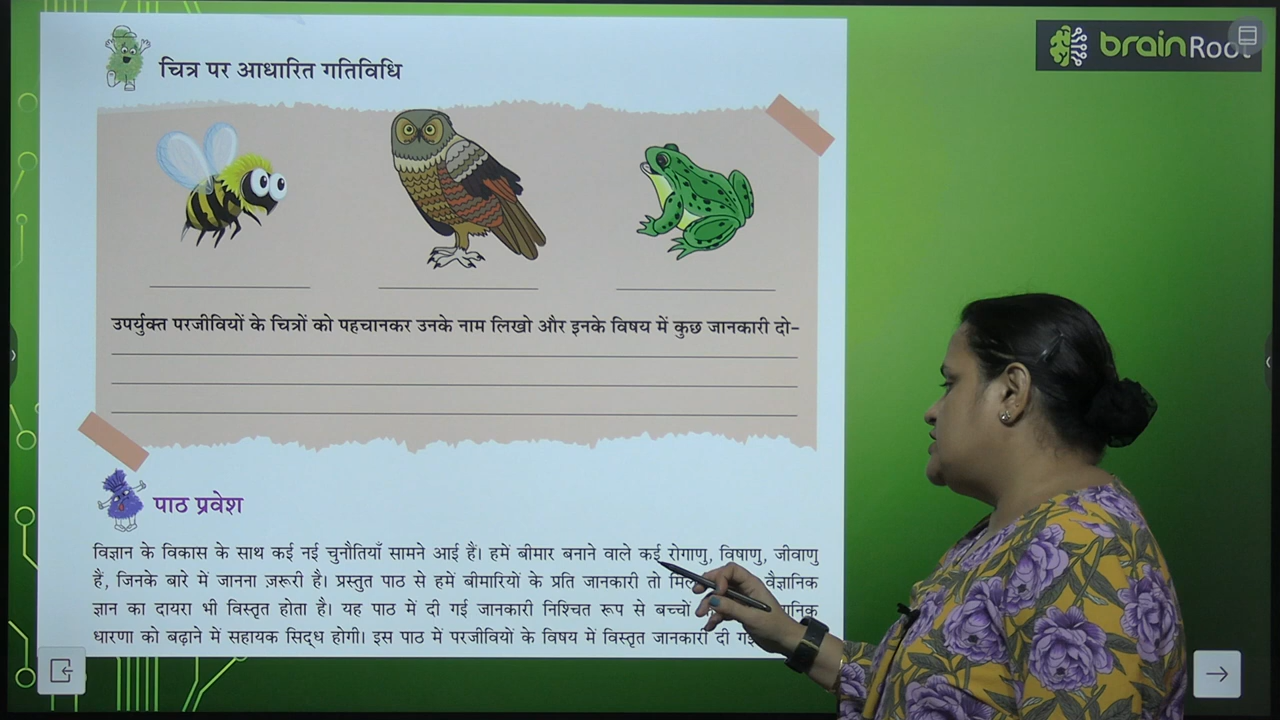 brainRoot
चित्र पर आधारित गतिविधि
उपर्युक्त परजीवियों के चित्रों को पहचानकर उनके नाम लिखो और इनके विषय में कुछ जानकारी दो–
पाठ प्रवेश
विज्ञान के विकास के साथ कई नई चुनौतियाँ सामने आई हैं। हमें बीमार बनाने वाले कई रोगाणु, विषाणु, जीवाणु
हैं, जिनके बारे में जानना ज़रूरी है। प्रस्तुत पाठ से हमें बीमारियों के प्रति जानकारी तो वैज्ञानिक
ज्ञान का दायरा भी विस्तृत होता है। यह पाठ में दी गई जानकारी निश्चित रूप से बच्चों
धारणा को बढ़ाने में सहायक सिद्ध होगी। इस पाठ में परजीवियों के विषय में विस्तृत जानकारी दी